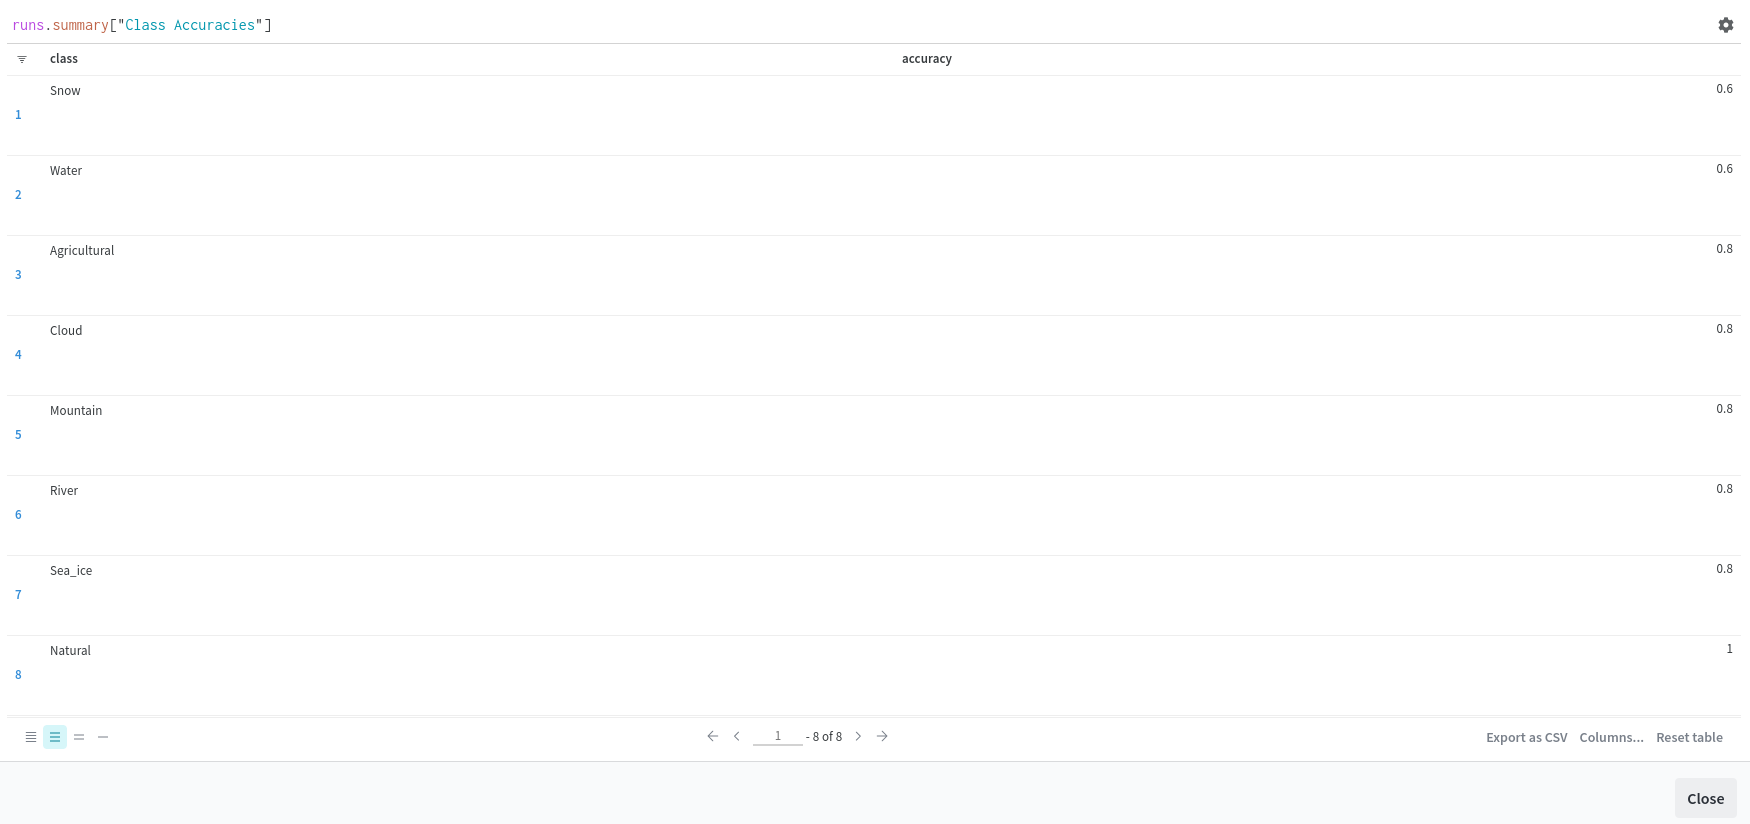 runs.summary["Class Accuracies"]
class accuracy
Snow 0.6
1
Water 0.6
2
Agricultural 0.8
3
Cloud 0.8
4
Mountain 0.8
5
River 0.8
6
Sea_ice 0.8
7
Natural 1
8
1 - 8 of 8 Export as CSV Columns... Reset table
Close